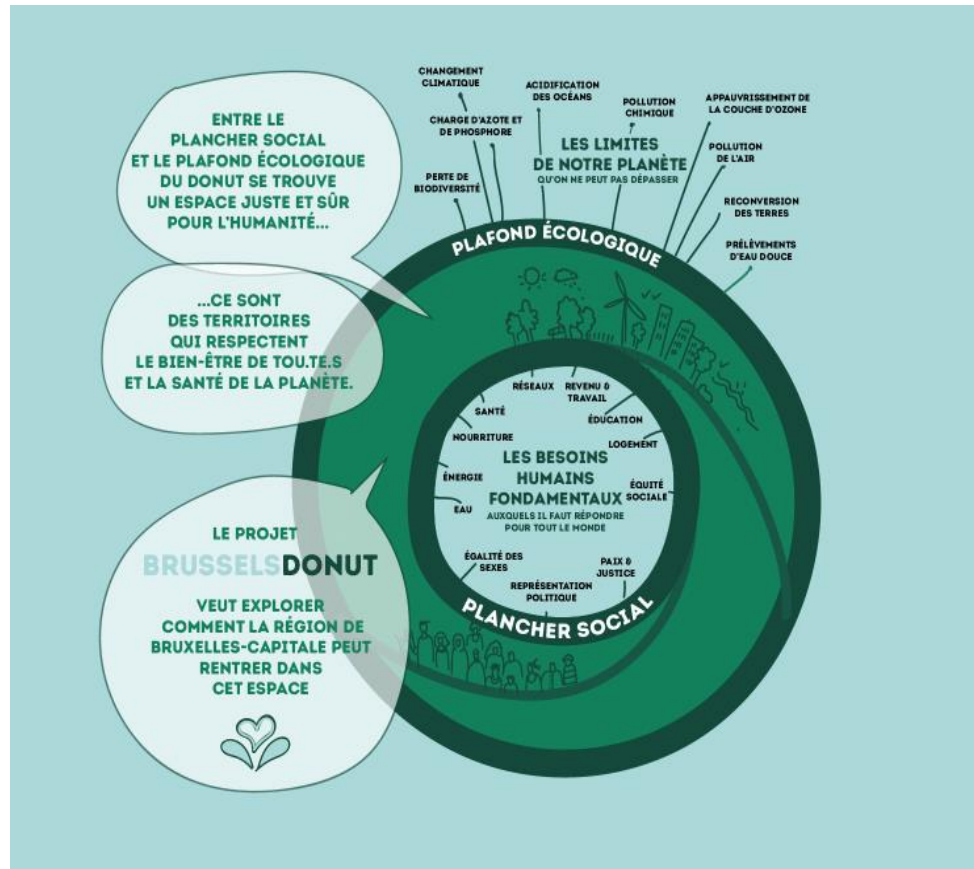 ENTRE LE
PLANCHER SOCIAL
ET LE PLAFOND ÉCOLOGIQUE
DU DONUT SE TROUVE
UN ESPACE JUSTE ET SÛR
POUR L'HUMANITÉ...
...CE SONT
DES TERRITOIRES
QUI RESPECTENT
LE BIEN-ÊTRE DE TOU.TE.S
ET LA SANTÉ DE LA PLANÈTE.
LE PROJET
BRUSSELSDONUT
VEUT EXPLORER
COMMENT LA RÉGION DE
BRUXELLES-CAPITALE PEUT
RENTRER DANS
CET ESPACE
CHANGEMENT
CLIMATIQUE
ACIDIFICATION
DES OCÉANS
POLLUTION
CHIMIQUE
APPAUVRISSEMENT DE
LA COUCHE D'OZONE
CHARGE D'AZOTE ET
DE PHOSPHORE
LES LIMITES
DE NOTRE PLANÈTE
QU'ON NE PEUT PAS DÉPASSER
POLLUTION
DE L'AIR
PERTE DE
BIODIVERSITÉ
RECONVERSION
DES TERRES
PRÉLÈVEMENTS
D'EAU DOUCE
PLAFOND ÉCOLOGIQUE
RÉSEAUX
REVENU &
TRAVAIL
SANTÉ
ÉDUCATION
NOURRITURE
LOGEMENT
LES BESOINS
HUMAINS
FONDAMENTAUX
AUXQUELS IL FAUT RÉPONDRE
POUR TOUT LE MONDE
ÉNERGIE
ÉQUITÉ
SOCIALE
EAU
ÉGALITÉ DES
SEXES
PAIX &
JUSTICE
REPRÉSENTATION
POLITIQUE
PLANCHER SOCIAL